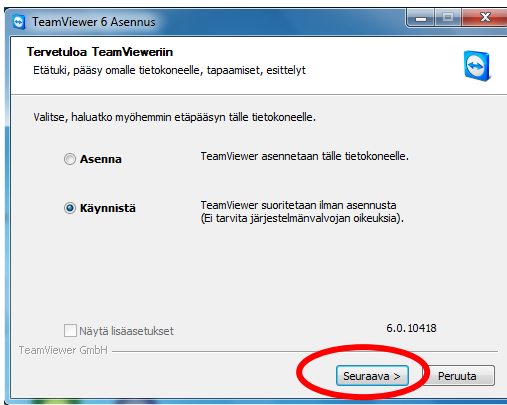 TeamViewer 6 Asennus
Tervetuloa TeamVieweriin
Etätuki, pääsy omalle tietokoneelle, tapaamiset, esittelyt
Valitse, haluatko myöhemmin etäpääsyn tälle tietokoneelle.
Asenna
TeamViewer asennetaan tälle tietokoneelle.
Käynnistä
TeamViewer suoritetaan ilman asennusta
(Ei tarvita järjestelmänvalvojan oikeuksia).
Näytä lisäasetukset
6.0.10418
TeamViewer GmbH
Seuraava >
Peruuta